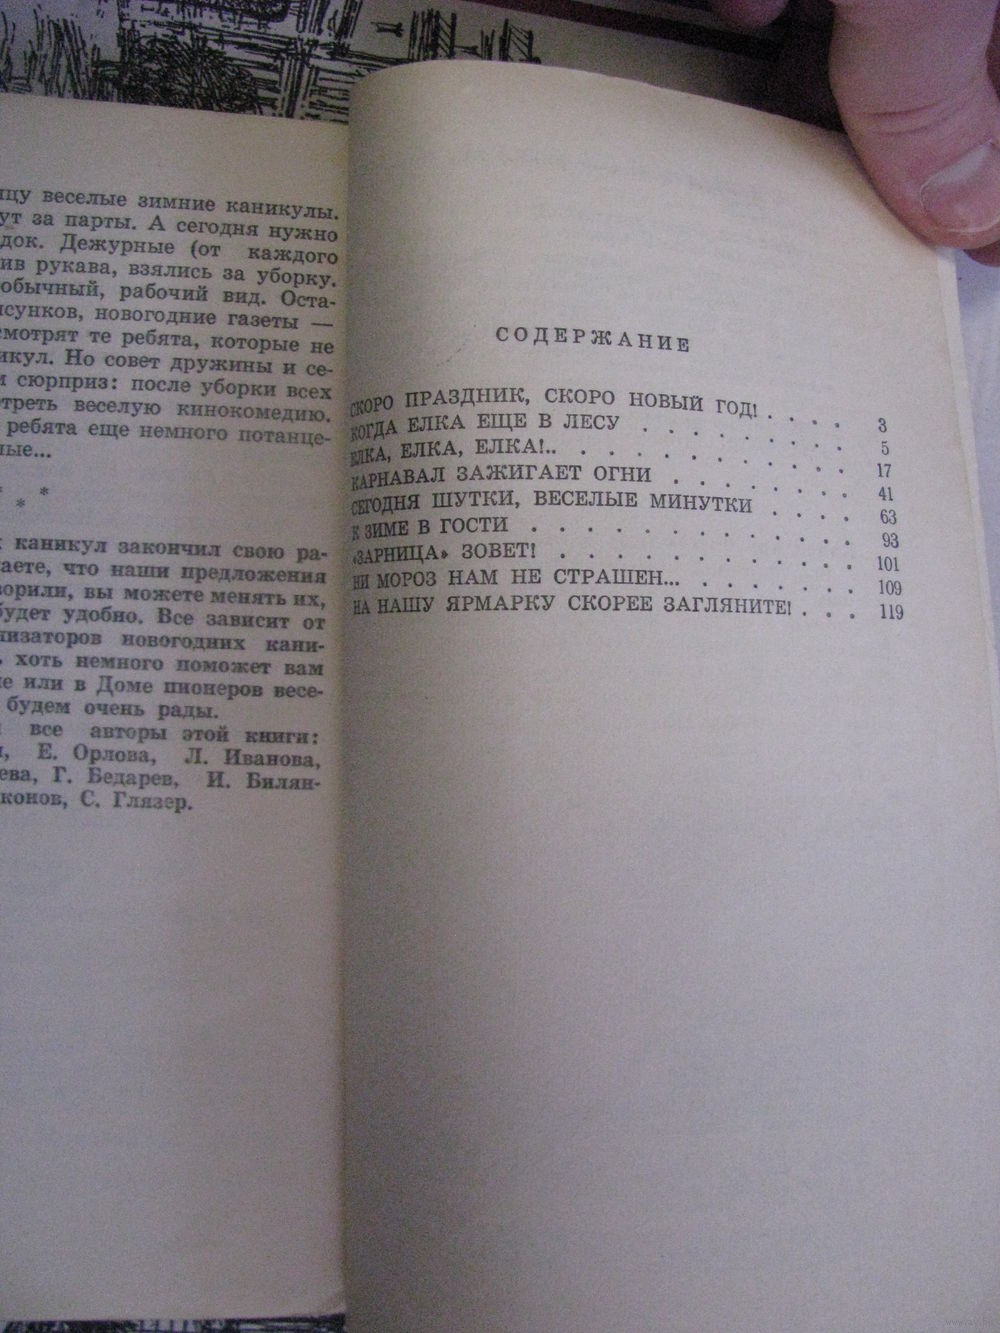 цу веселые зимние каникулы.
ут за парты. А сегодня нужно
док. Дежурные (от каждого
ив рукава, взялись за уборку.
обычный, рабочий вид. Оста-
сунков, новогодние газеты —
смотрят те ребята, которые не
икул. Но совет дружины и се-
и сюрприз: после уборки всех
отреть веселую кинокомедию.
ребята еще немного потанце-
ные...
* *
*
каникул закончил свою ра-
аете, что наши предложения
ворили, вы можете менять их,
будет удобно. Все зависит от
низаторов новогодних кани-
, хоть немного поможет вам
е или в Доме пионеров весе-
будем очень рады.
все авторы этой книги:
, Е. Орлова, Л. Иванова,
ева, Г. Бедарев, И. Билян-
конов, С. Глязер.
СОДЕРЖАНИЕ
СКОРО ПРАЗДНИК, СКОРО НОВЫЙ ГОД! . . . . 3
КОГДА ЕЛКА ЕЩЕ В ЛЕСУ . . . . . . . . 5
ЕЛКА, ЕЛКА, ЕЛКА!.. . . . . . . . . . . 17
КАРНАВАЛ ЗАЖИГАЕТ ОГНИ . . . . . . . . 41
СЕГОДНЯ ШУТКИ, ВЕСЕЛЫЕ МИНУТКИ . . . . 63
К ЗИМЕ В ГОСТИ . . . . . . . . . . . . 93
«ЗАРНИЦА» ЗОВЕТ! . . . . . . . . . . . 101
НИ МОРОЗ НАМ НЕ СТРАШЕН... . . . . . . . 109
НА НАШУ ЯРМАРКУ СКОРЕЕ ЗАГЛЯНИТЕ! . . . 119